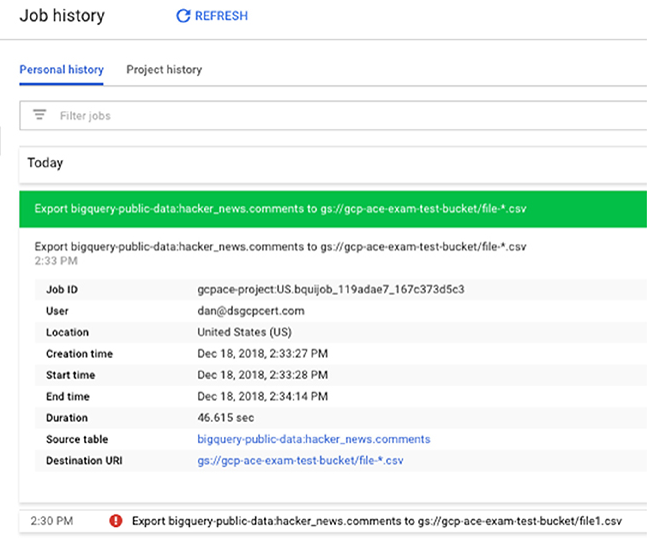 Job history REFRESH
Personal history Project history
Filter jobs
Today
Export bigquery-public-data:hacker_news.comments to gs://gcp-ace-exam-test-bucket/file-*.csv
Export bigquery-public-data:hacker_news.comments to gs://gcp-ace-exam-test-bucket/file-*.csv
2:33 PM
Job ID gcpace-project:US.bquijob_119adae7_167c373d5c3
User dan@dsgcpcert.com
Location United States (US)
Creation time Dec 18, 2018, 2:33:27 PM
Start time Dec 18, 2018, 2:33:28 PM
End time Dec 18, 2018, 2:34:14 PM
Duration 46.615 sec
Source table bigquery-public-data:hacker_news.comments
Destination URI gs://gcp-ace-exam-test-bucket/file-*.csv
2:30 PM Export bigquery-public-data:hacker_news.comments to gs://gcp-ace-exam-test-bucket/file1.csv